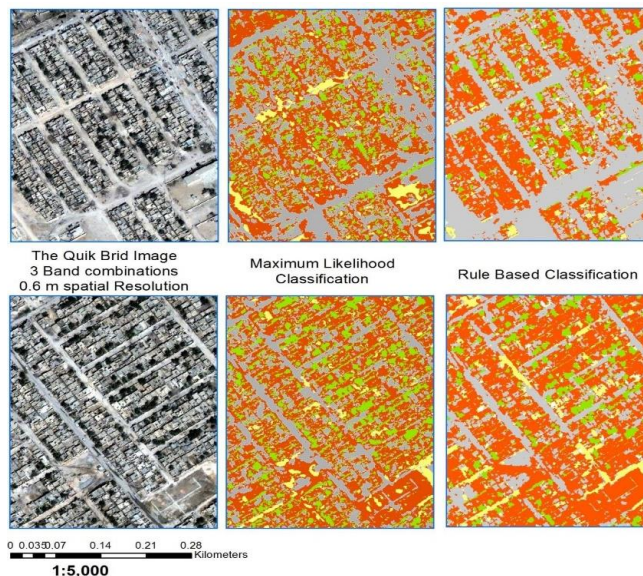 The Quik Brid Image
3 Band combinations
0.6 m spatial Resolution
Maximum Likelihood
Classification
Rule Based Classification
0 0.035 0.07 0.14 0.21 0.28
Kilometers
1:5,000